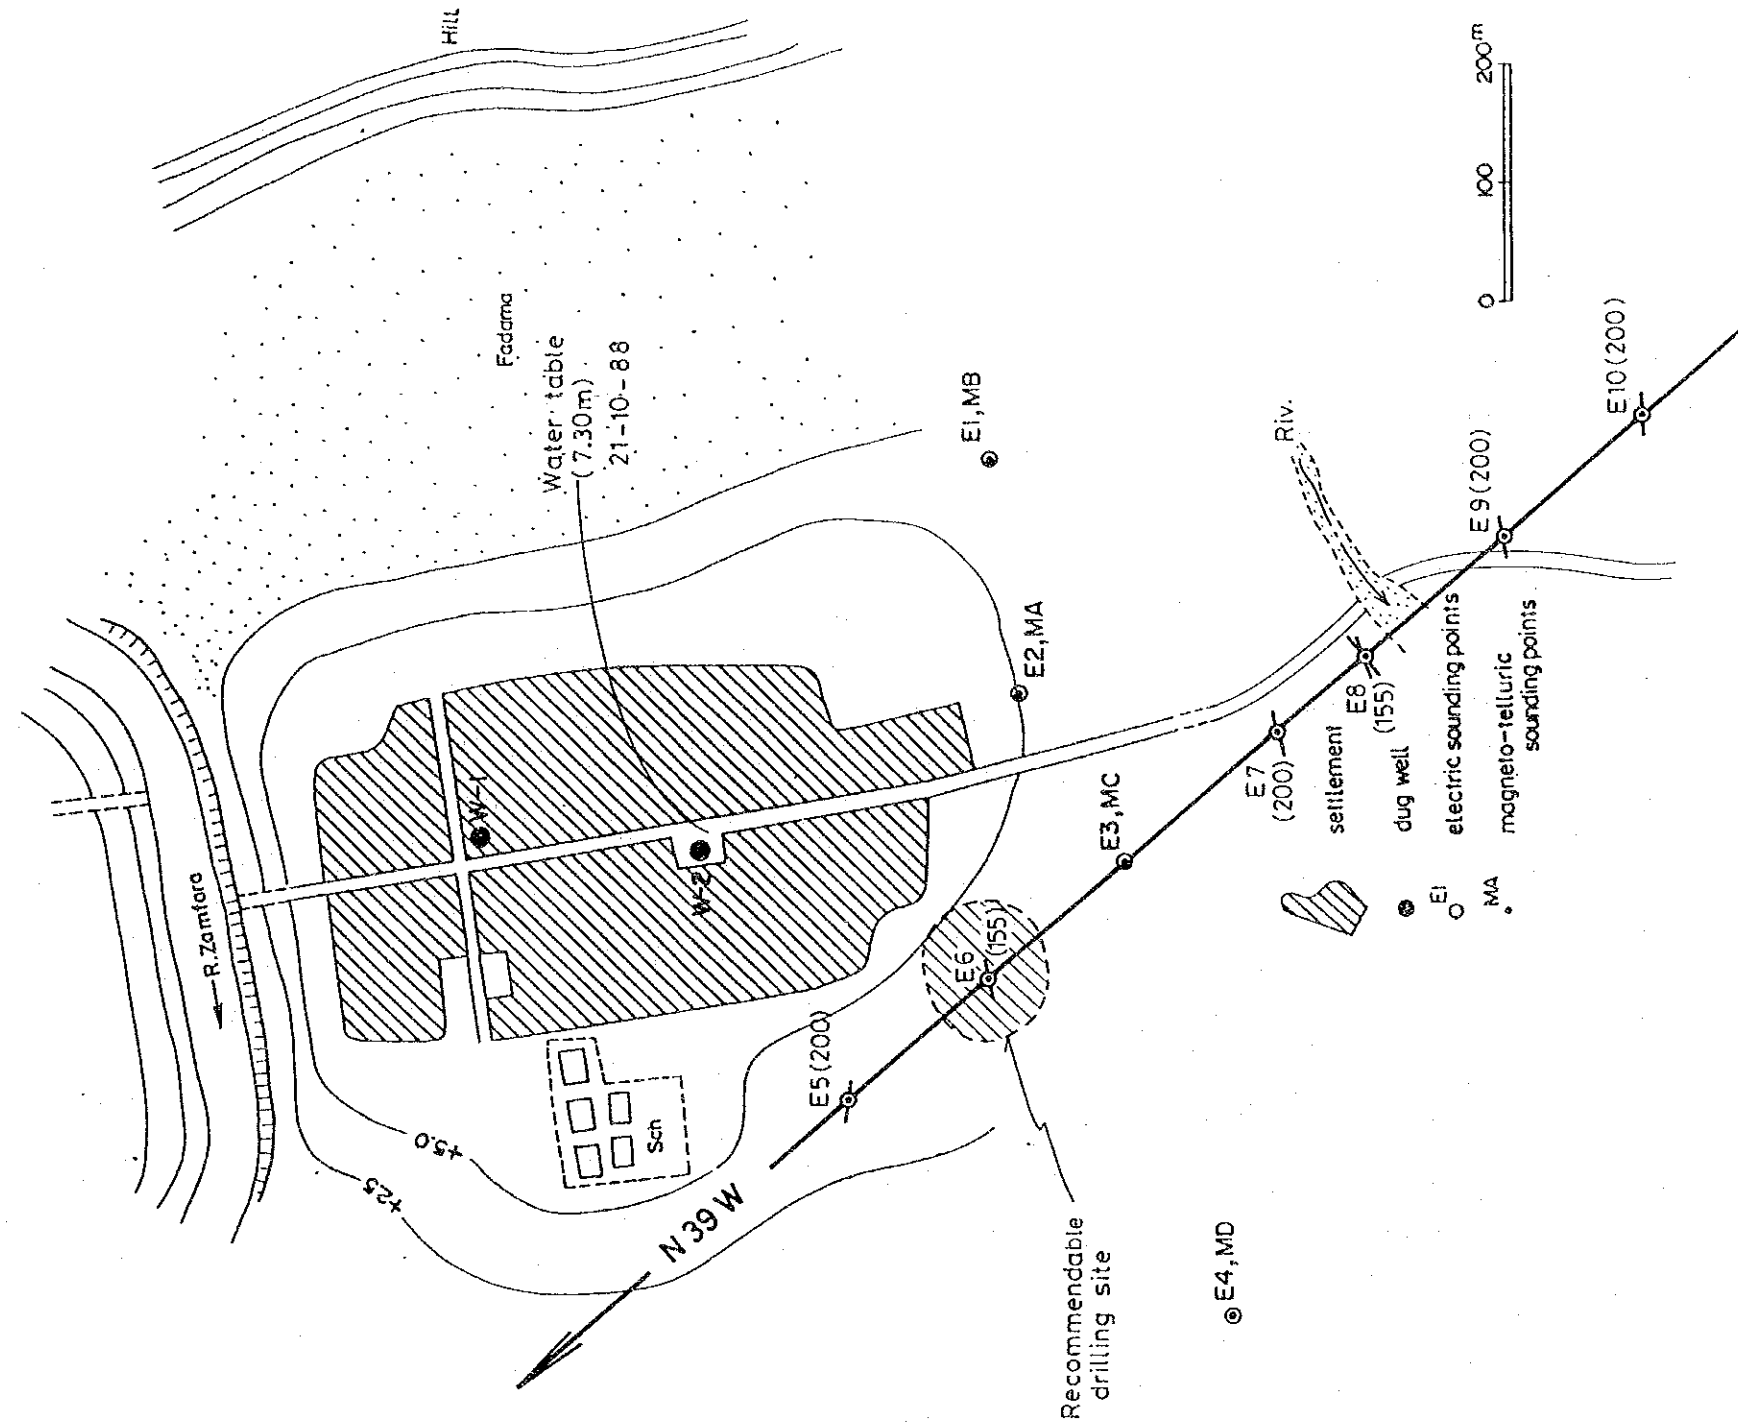 Hill
Fadama
Water table
(7.30m)
21-10-88
R. Zamfara
W-1
W-2
+5.0
+2.5
Sch
N 39 W
E1, MB
E2, MA
E3, MC
E4, MD
E5 (200)
E6
(155)
E7
(200)
E8
(155)
E9 (200)
E10 (200)
Riv.
Recommendable
drilling site
0 100 200m
settlement
dug well
E1
electric sounding points
MA
magneto-telluric
sounding points